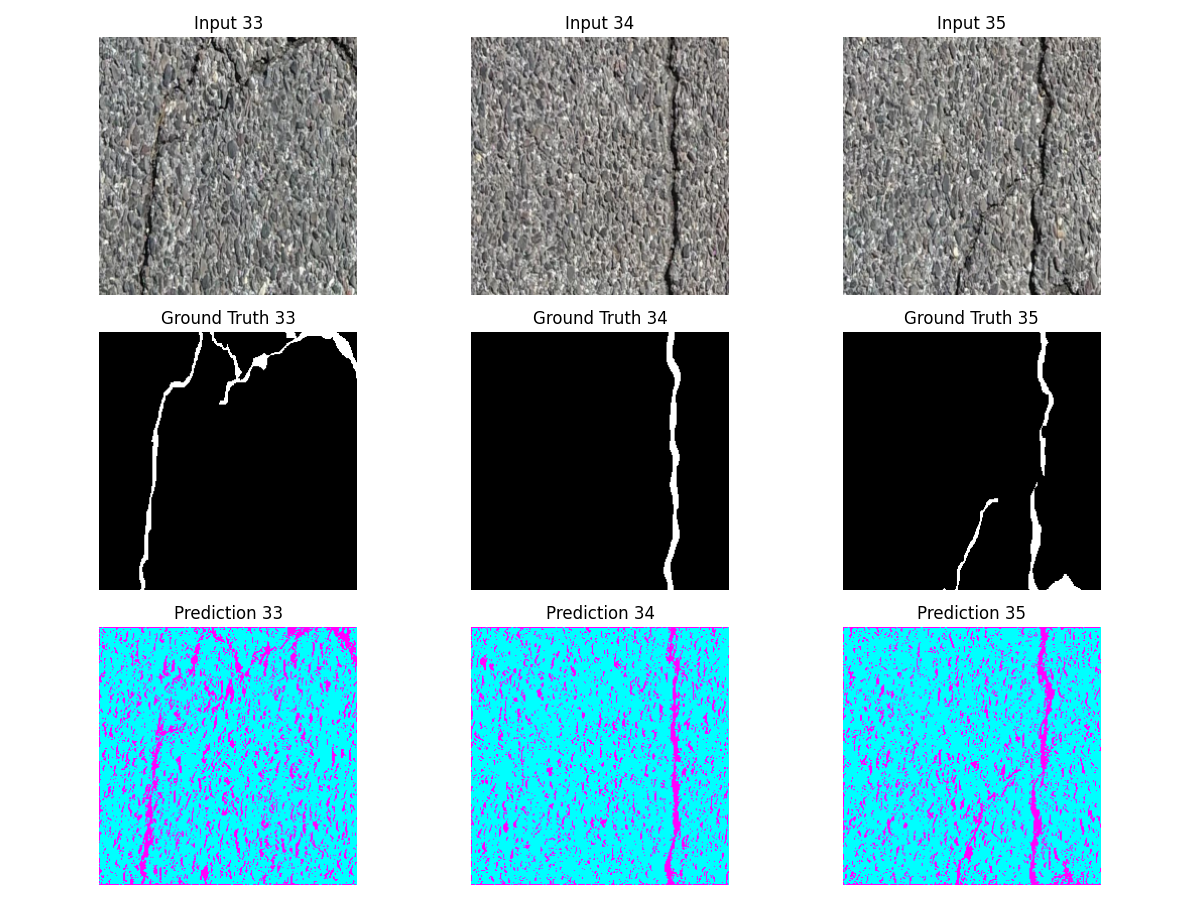 Input 33
Input 34
Input 35
Ground Truth 33
Ground Truth 34
Ground Truth 35
Prediction 33
Prediction 34
Prediction 35